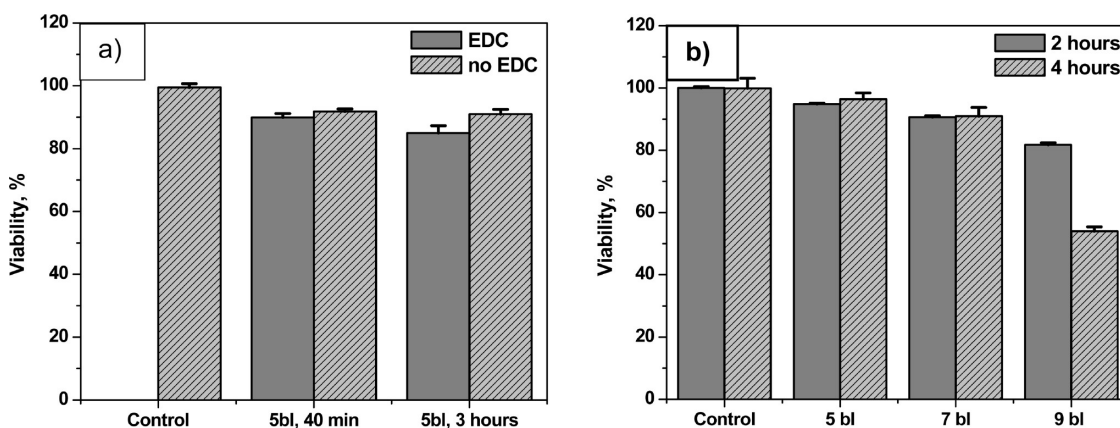 a)
EDC
no EDC
Viability, %
120
100
80
60
40
20
0
Control
5bl, 40 min
5bl, 3 hours
b)
2 hours
4 hours
Viability, %
120
100
80
60
40
20
0
Control
5 bl
7 bl
9 bl